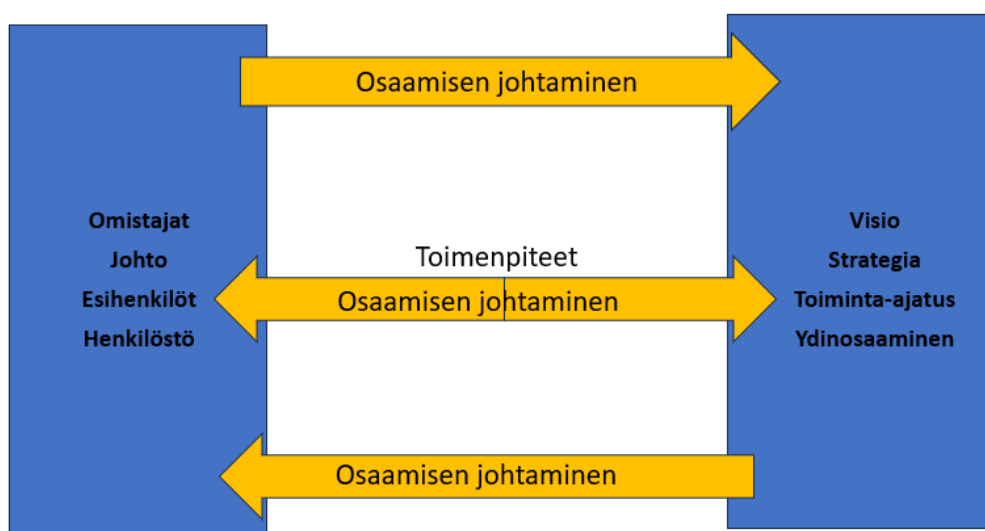 Osaamisen johtaminen
Omistajat
Johto
Esihenkilöt
Henkilöstö
Toimenpiteet
Osaamisen johtaminen
Visio
Strategia
Toiminta-ajatus
Ydinosaaminen
Osaamisen johtaminen